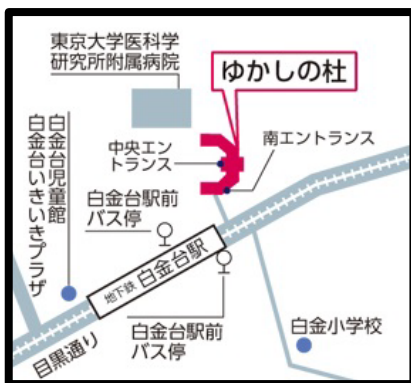 東京大学医科学
研究所附属病院
ゆかしの杜
中央エン
トランス
南エントランス
白金台児童館
白金台いきいきプラザ
白金台駅前
バス停
地下鉄 白金台駅
白金台駅前
バス停
白金小学校
目黒通り